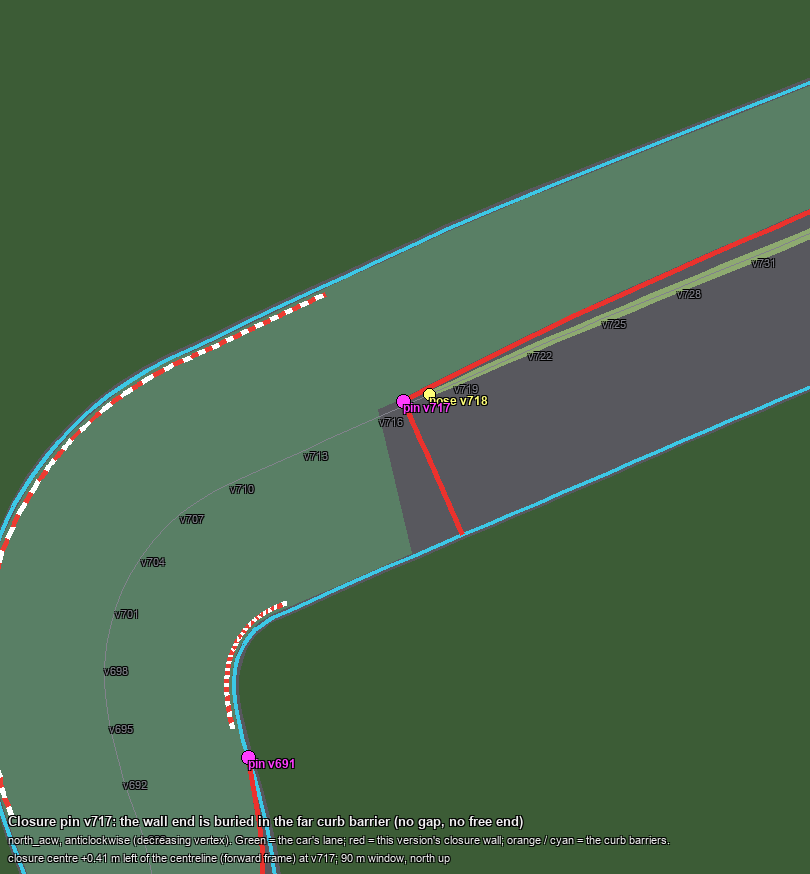 v731
v728
v725
v722
v719
nose v718
pin v717
v716
v713
v710
v707
v704
v701
v698
v695
pin v691
v692
Closure pin v717: the wall end is buried in the far curb barrier (no gap, no free end)
north_acw, anticlockwise (decreasing vertex). Green = the car's lane; red = this version's closure wall; orange / cyan = the curb barriers.
closure centre +0.41 m left of the centreline (forward frame) at v717; 90 m window, north up